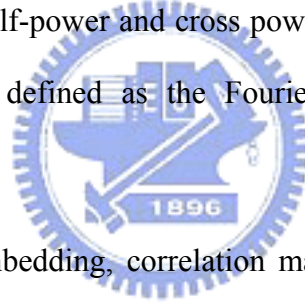 lf-power and cross pow
defined as the Fourie
1896
nbedding, correlation ma